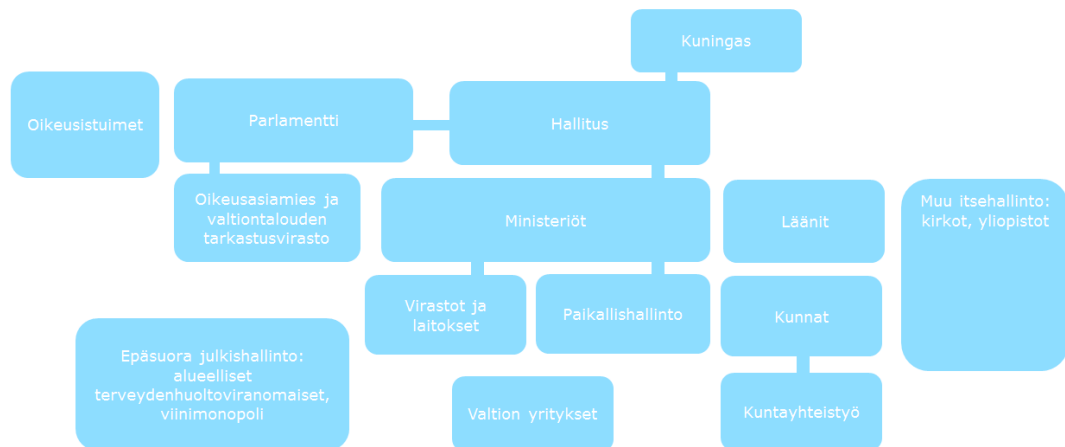 Kuningas
Oikeusistuimet
Parlamentti
Hallitus
Oikeusasiamies ja
valtiontalouden
tarkastusvirasto
Ministeriöt
Läänit
Muu itsehallinto:
kirkot, yliopistot
Virastot ja
laitokset
Paikallishallinto
Kunnat
Epäsuora julkishallinto:
alueelliset
terveydenhuoltoviranomaiset,
viinimonopoli
Valtion yritykset
Kuntayhteistyö